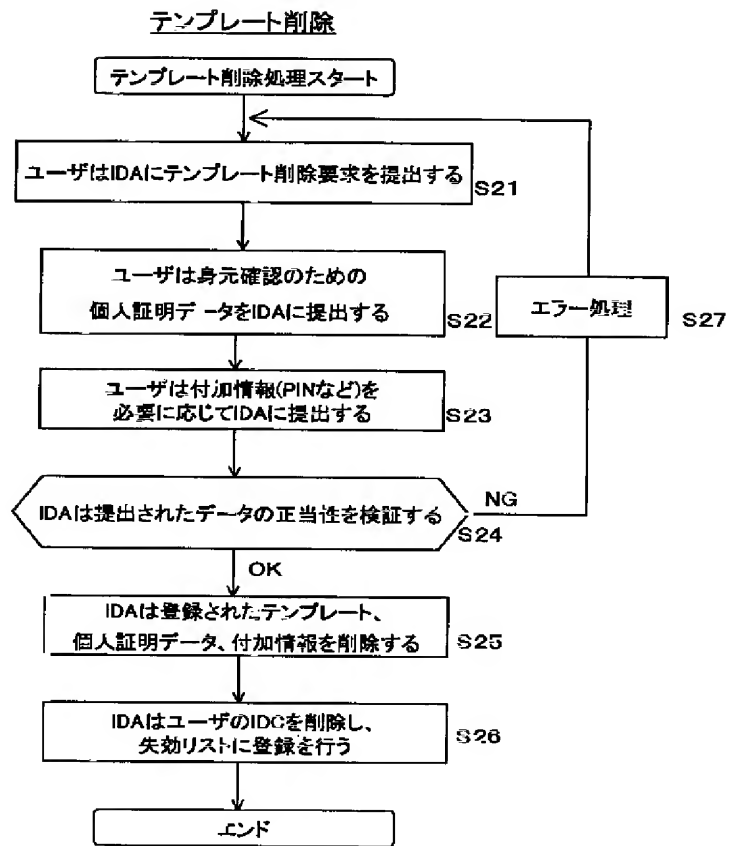 テンプレート削除
テンプレート削除処理スタート
ユーザはIDAにテンプレート削除要求を提出する
S21
ユーザは身元確認のための
個人証明データをIDAに提出する
S22
エラー処理
S27
ユーザは付加情報(PINなど)を
必要に応じてIDAに提出する
S23
IDAは提出されたデータの正当性を検証する
NG
S24
OK
IDAは登録されたテンプレート、
個人証明データ、付加情報を削除する
S25
IDAはユーザのIDCを削除し、
失効リストに登録を行う
S26
エンド